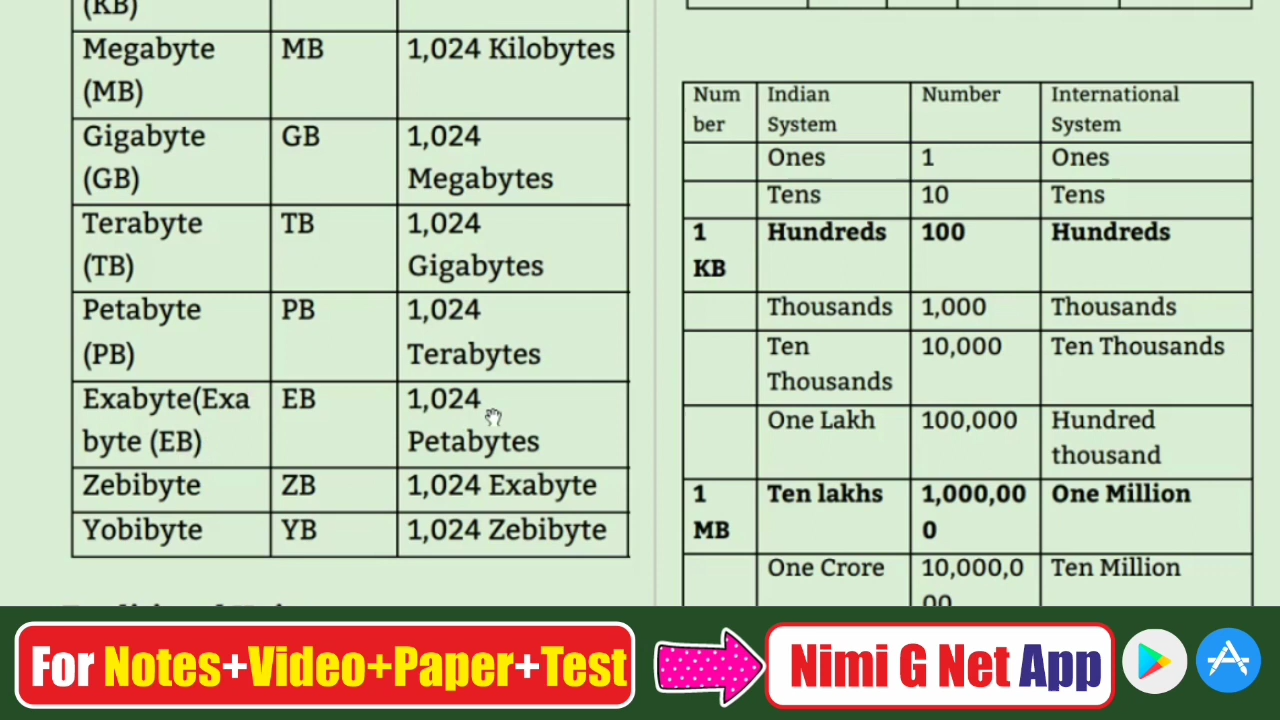 (KB)
Megabyte MB 1,024 Kilobytes
(MB)
Gigabyte GB 1,024
(GB) Megabytes
Terabyte TB 1,024
(TB) Gigabytes
Petabyte PB 1,024
(PB) Terabytes
Exabyte(Exa EB 1,024
byte (EB) Petabytes
Zebibyte ZB 1,024 Exabyte
Yobibyte YB 1,024 Zebibyte
Num Indian Number International
ber System System
Ones 1 Ones
Tens 10 Tens
1 Hundreds 100 Hundreds
KB
Thousands 1,000 Thousands
Ten 10,000 Ten Thousands
Thousands
One Lakh 100,000 Hundred
thousand
1 Ten lakhs 1,000,00 One Million
MB 0
One Crore 10,000,0 Ten Million
00
For Notes+Video+Paper+Test
Nimi G Net App